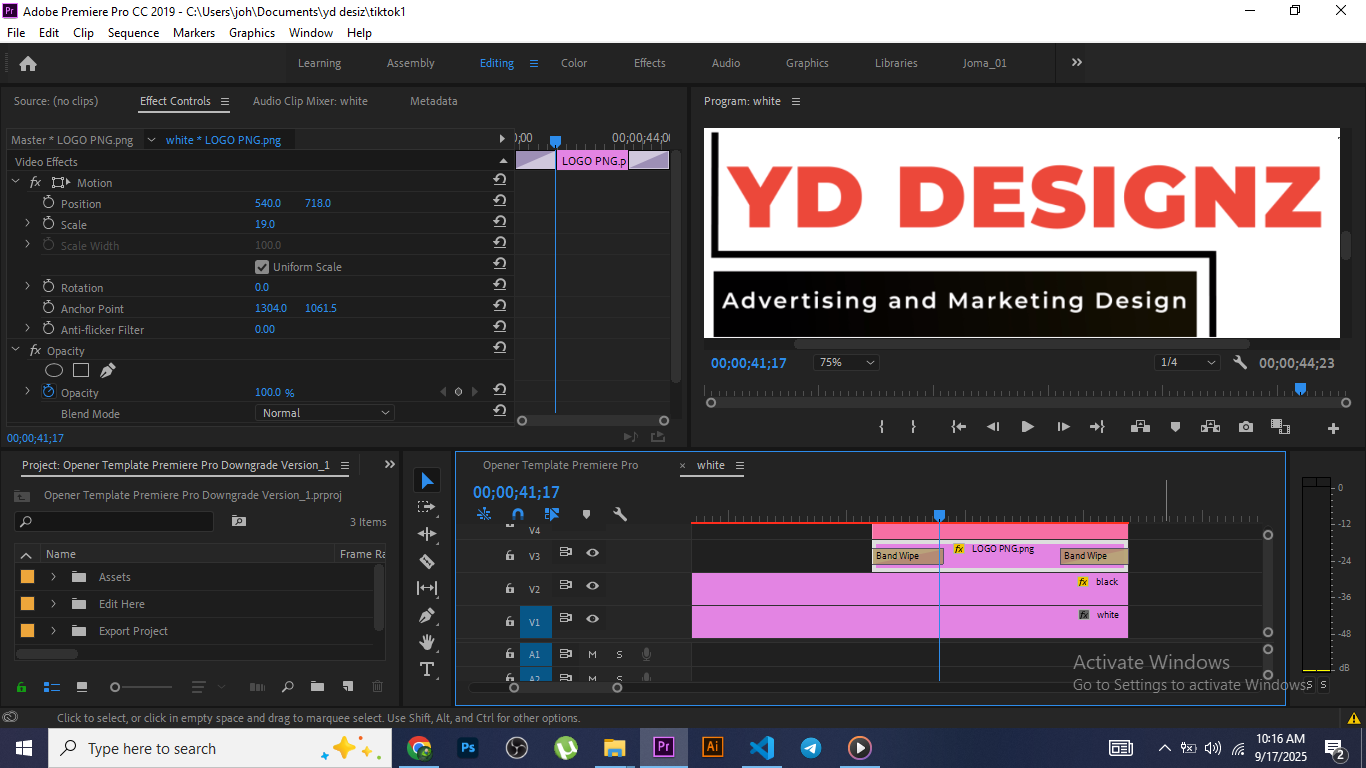 Adobe Premiere Pro CC 2019 - C:\Users\joh\Documents\yd desiz\tiktok1
File Edit Clip Sequence Markers Graphics Window Help
Learning Assembly Editing Color Effects Audio Graphics Libraries Joma_01
Source: (no clips) Effect Controls Audio Clip Mixer: white Metadata
Program: white
Master * LOGO PNG.png white * LOGO PNG.png
00;00;44;0
Video Effects
LOGO PNG.p
fx Motion
Position 540.0 718.0
Scale 19.0
Scale Width 100.0
Uniform Scale
Rotation 0.0
Anchor Point 1304.0 1061.5
Anti-flicker Filter 0.00
fx Opacity
Opacity 100.0 %
Blend Mode Normal
00;00;41;17
YD DESIGNZ
Advertising and Marketing Design
00;00;41;17 75% 1/4 00;00;44;23
Project: Opener Template Premiere Pro Downgrade Version_1
Opener Template Premiere Pro Downgrade Version_1.prproj
3 Items
Name Frame Ra
Assets
Edit Here
Export Project
Opener Template Premiere Pro white
00;00;41;17
V4
V3 Band Wipe fx LOGO PNG.png Band Wipe
V2 fx black
V1 fx white
A1 M S
A2 M S
0
-12
-24
-36
-48
dB
S S
Activate Windows
Go to Settings to activate Windows.
Click to select, or click in empty space and drag to marquee select. Use Shift, Alt, and Ctrl for other options.
Type here to search
Ps
Pr
Ai
10:16 AM
9/17/2025
2